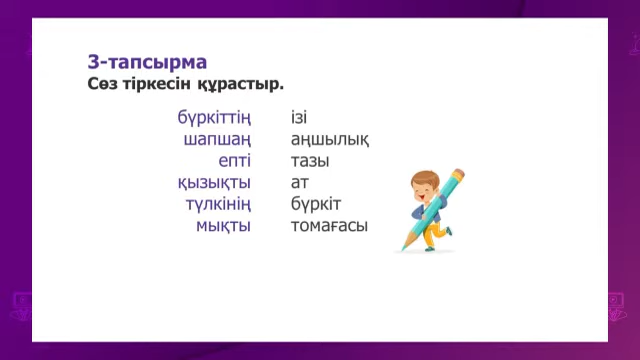 3-тапсырма
Сөз тіркесін құрастыр.
бүркіттің ізі
шапшаң аңшылық
епті тазы
қызықты ат
түлкінің бүркіт
мықты томағасы